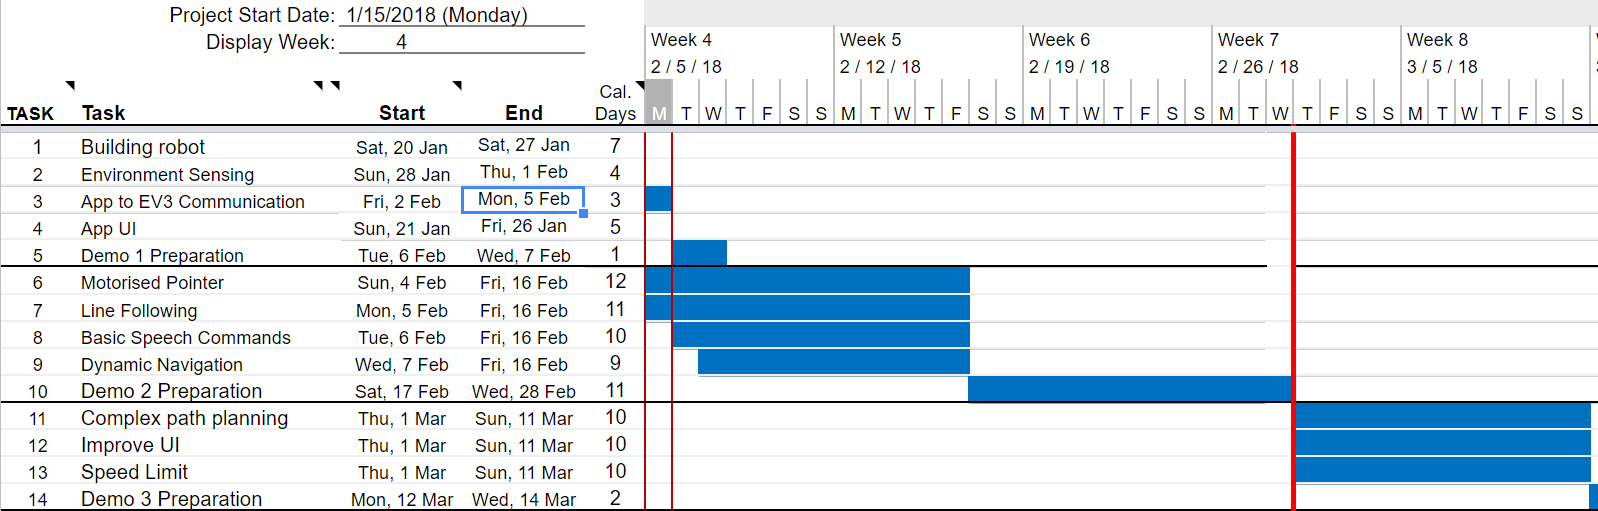 Project Start Date: 1/15/2018 (Monday)
Display Week: 4
Week 4 Week 5 Week 6 Week 7 Week 8
2 / 5 / 18 2 / 12 / 18 2 / 19 / 18 2 / 26 / 18 3 / 5 / 18
TASK Task Start End Cal. Days M T W T F S S M T W T F S S M T W T F S S M T W T F S S M T W T F S S
1 Building robot Sat, 20 Jan Sat, 27 Jan 7
2 Environment Sensing Sun, 28 Jan Thu, 1 Feb 4
3 App to EV3 Communication Fri, 2 Feb Mon, 5 Feb 3
4 App UI Sun, 21 Jan Fri, 26 Jan 5
5 Demo 1 Preparation Tue, 6 Feb Wed, 7 Feb 1
6 Motorised Pointer Sun, 4 Feb Fri, 16 Feb 12
7 Line Following Mon, 5 Feb Fri, 16 Feb 11
8 Basic Speech Commands Tue, 6 Feb Fri, 16 Feb 10
9 Dynamic Navigation Wed, 7 Feb Fri, 16 Feb 9
10 Demo 2 Preparation Sat, 17 Feb Wed, 28 Feb 11
11 Complex path planning Thu, 1 Mar Sun, 11 Mar 10
12 Improve UI Thu, 1 Mar Sun, 11 Mar 10
13 Speed Limit Thu, 1 Mar Sun, 11 Mar 10
14 Demo 3 Preparation Mon, 12 Mar Wed, 14 Mar 2